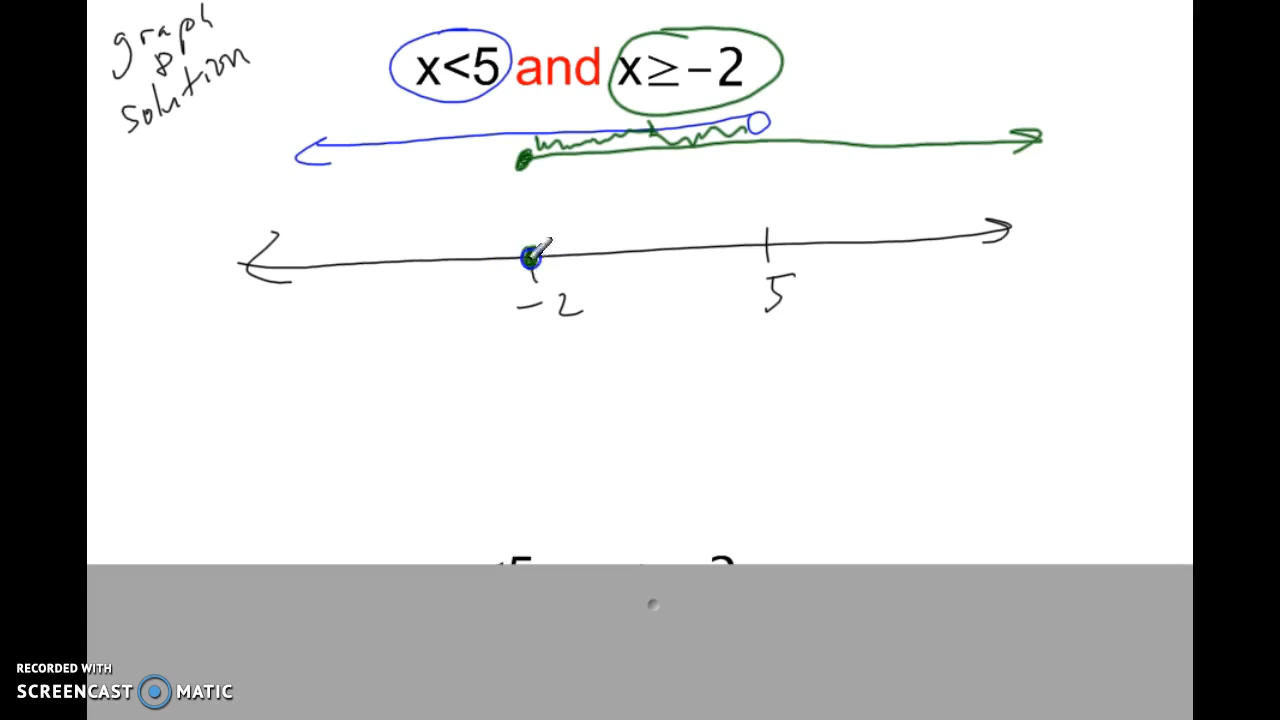 graph
&
solution
x<5 and x≥-2
-2 5
RECORDED WITH
SCREENCAST MATIC